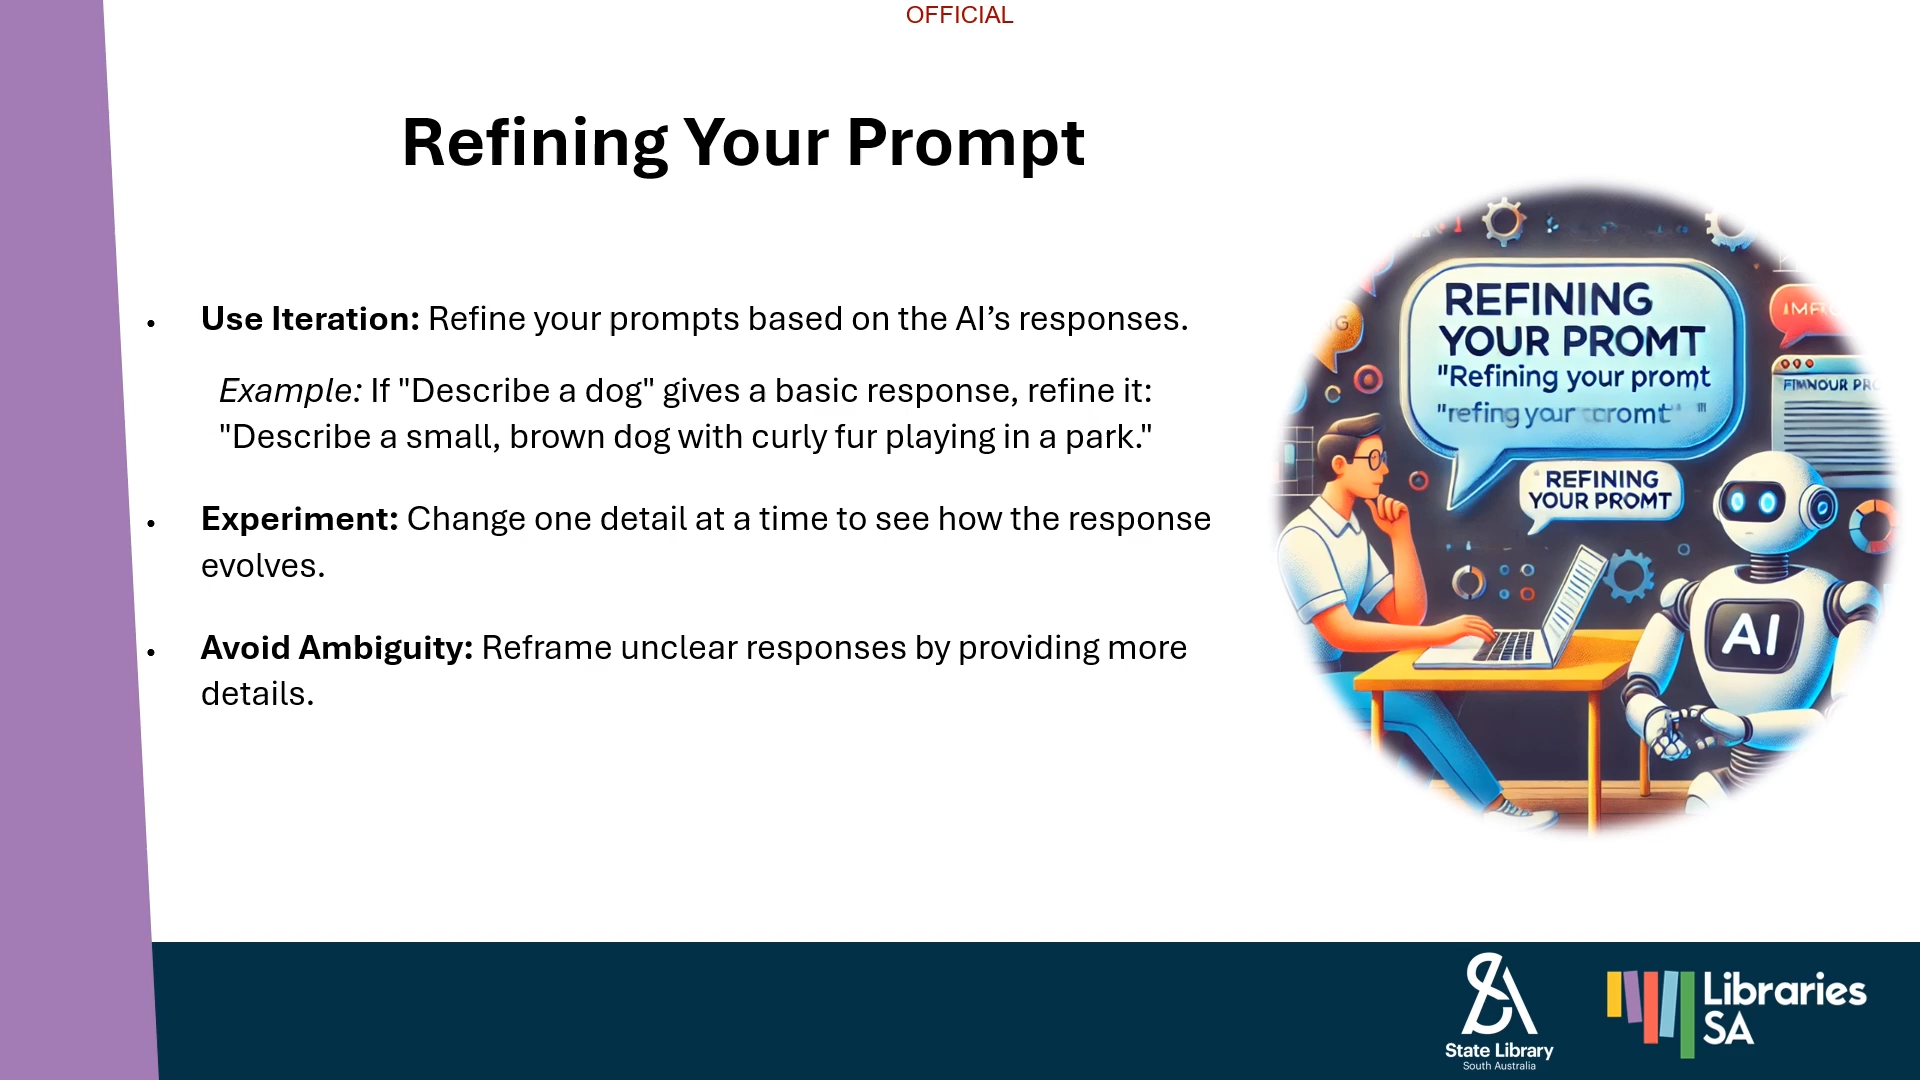 OFFICIAL
Refining Your Prompt
• Use Iteration: Refine your prompts based on the AI’s responses.
Example: If "Describe a dog" gives a basic response, refine it:
"Describe a small, brown dog with curly fur playing in a park."
• Experiment: Change one detail at a time to see how the response
evolves.
• Avoid Ambiguity: Reframe unclear responses by providing more
details.
REFINING
YOUR PROMT
"Refining your promt
"refing your
REFINING
YOUR PROMT
AI
State Library
South Australia
Libraries
SA